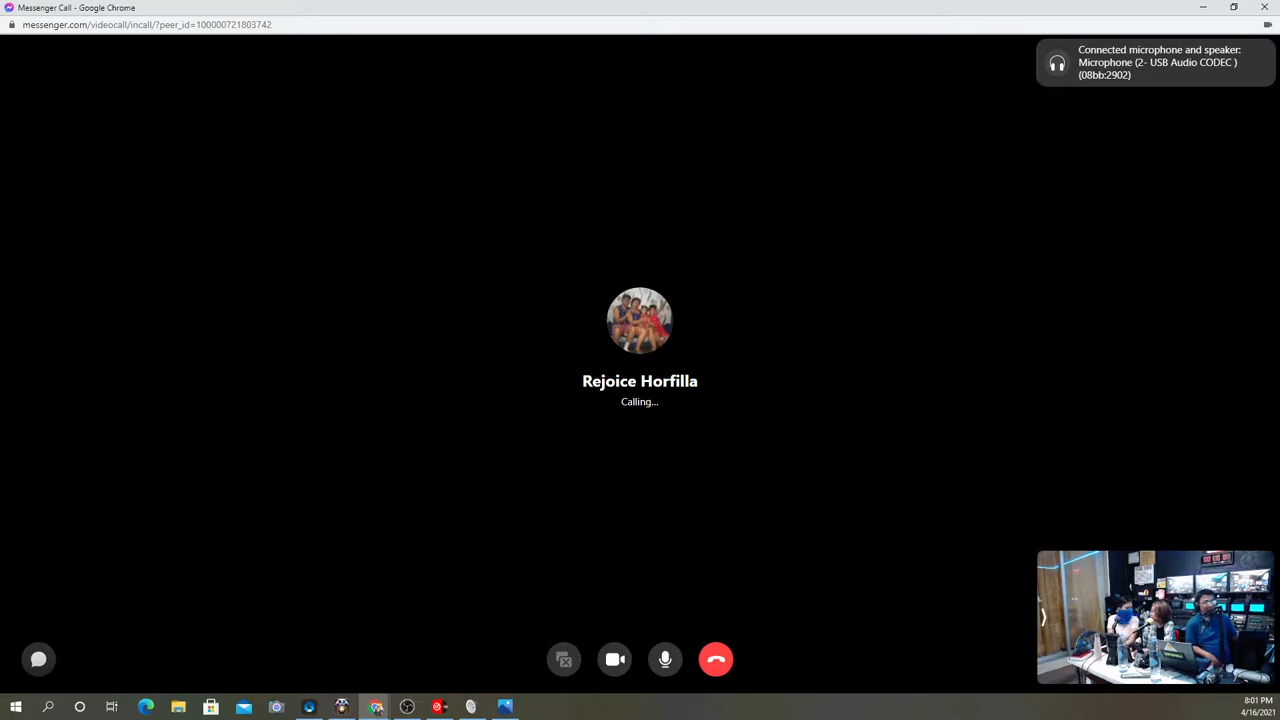 Messenger Call - Google Chrome
messenger.com/videocall/incall/?peer_id=100000721803742
Connected microphone and speaker:
Microphone (2- USB Audio CODEC )
(08bb:2902)
Rejoice Horfilla
Calling...
8:01 PM
4/16/2021